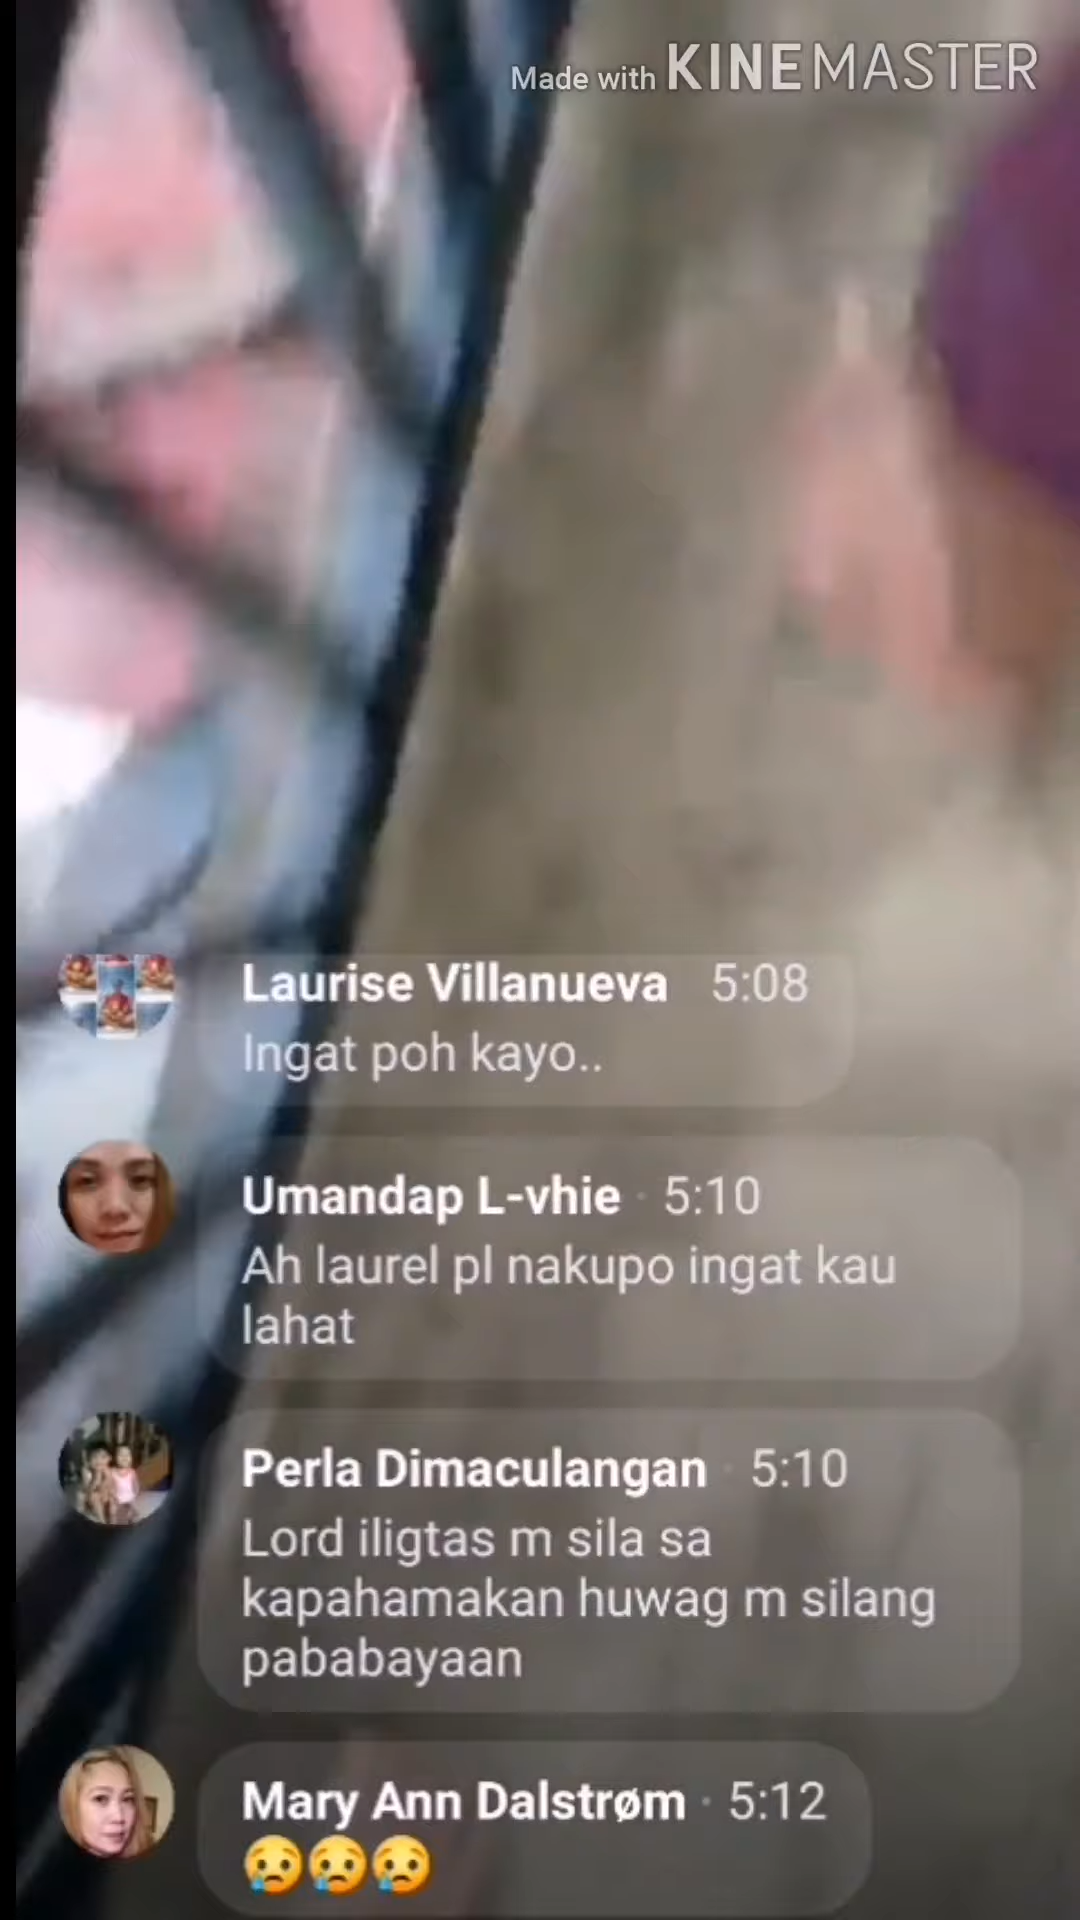 Made with KINEMASTER
Laurise Villanueva 5:08
Ingat poh kayo..
Umandap L-vhie · 5:10
Ah laurel pl nakupo ingat kau
lahat
Perla Dimaculangan · 5:10
Lord iligtas m sila sa
kapahamakan huwag m silang
pababayaan
Mary Ann Dalstrøm · 5:12
😢😢😢